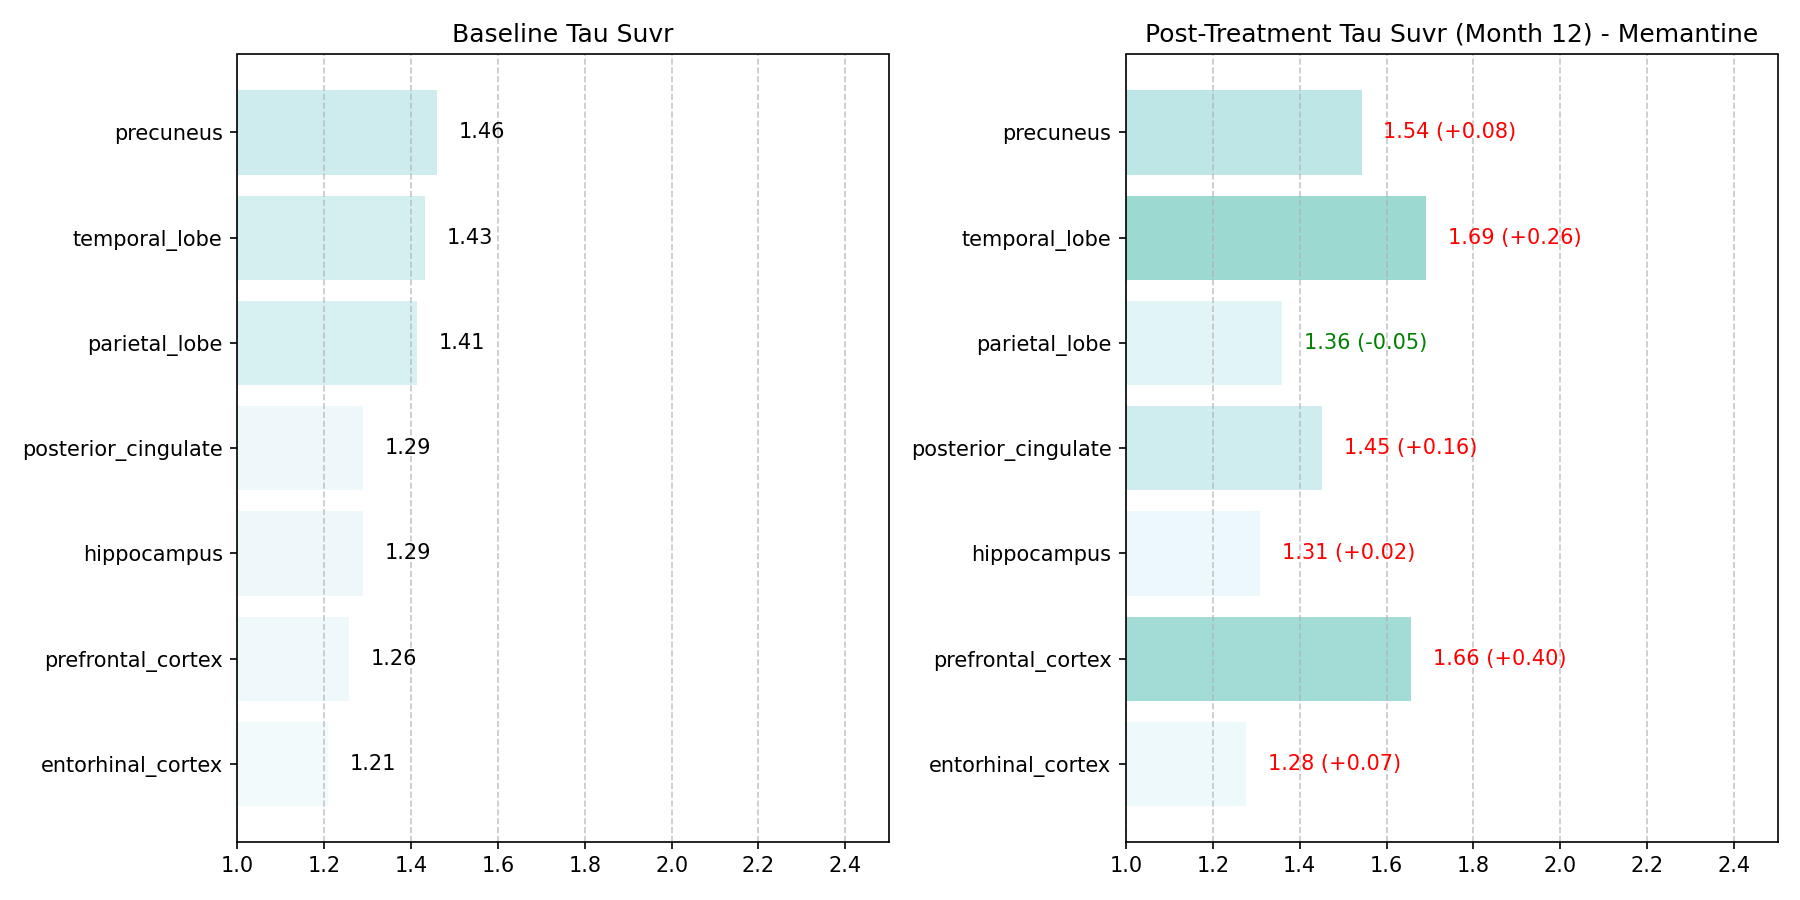 Baseline Tau Suvr
precuneus
1.46
temporal_lobe
1.43
parietal_lobe
1.41
posterior_cingulate
1.29
hippocampus
1.29
prefrontal_cortex
1.26
entorhinal_cortex
1.21
1.0 1.2 1.4 1.6 1.8 2.0 2.2 2.4
Post-Treatment Tau Suvr (Month 12) - Memantine
precuneus
1.54 (+0.08)
temporal_lobe
1.69 (+0.26)
parietal_lobe
1.36 (-0.05)
posterior_cingulate
1.45 (+0.16)
hippocampus
1.31 (+0.02)
prefrontal_cortex
1.66 (+0.40)
entorhinal_cortex
1.28 (+0.07)
1.0 1.2 1.4 1.6 1.8 2.0 2.2 2.4